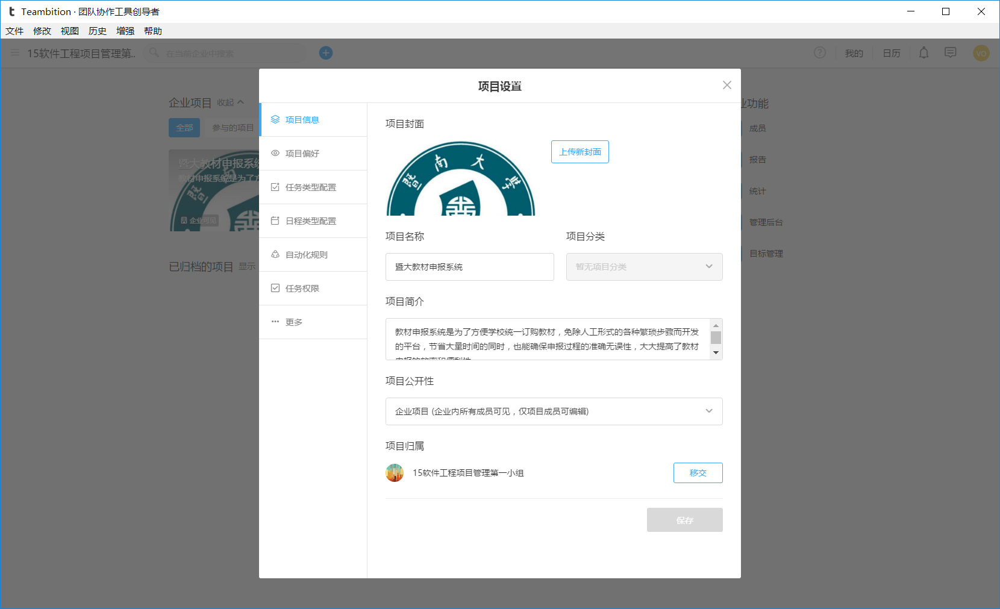 Teambition · 团队协作工具创导者
文件 修改 视图 历史 增强 帮助
15软件工程项目管理第..
在当前企业中搜索
我的
日历
VO
企业项目 收起
全部
参与的项目
暨大教材申报系统
教材申报系统是为了方
企业可见
已归档的项目 显示
业功能
成员
报告
统计
管理后台
目标管理
项目设置
项目信息
项目偏好
任务类型配置
日程类型配置
自动化规则
任务权限
更多
项目封面
暨南大学
上传新封面
项目名称
项目分类
暨大教材申报系统
暂无项目分类
项目简介
教材申报系统是为了方便学校统一订购教材，免除人工形式的各种繁琐步骤而开发
的平台，节省大量时间的同时，也能确保申报过程的准确无误性，大大提高了教材
申报的效率和便利性
项目公开性
企业项目 (企业内所有成员可见，仅项目成员可编辑)
项目归属
15软件工程项目管理第一小组
移交
保存